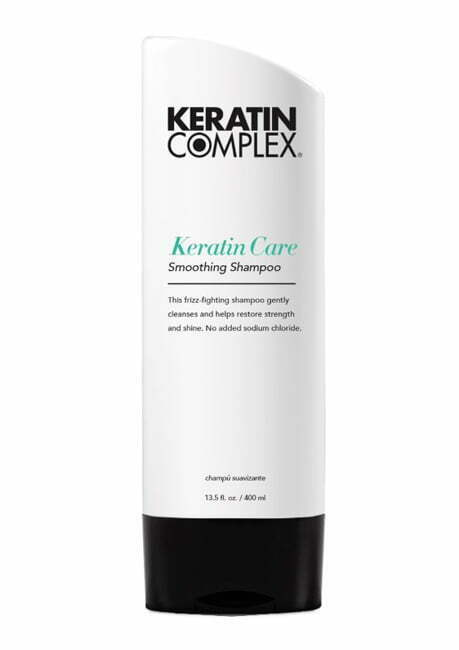 KERATIN
COMPLEX®
Keratin Care
Smoothing Shampoo
This frizz-fighting shampoo gently
cleanses and helps restore strength
and shine. No added sodium chloride.
champú suavizante
13.5 fl. oz. / 400 ml